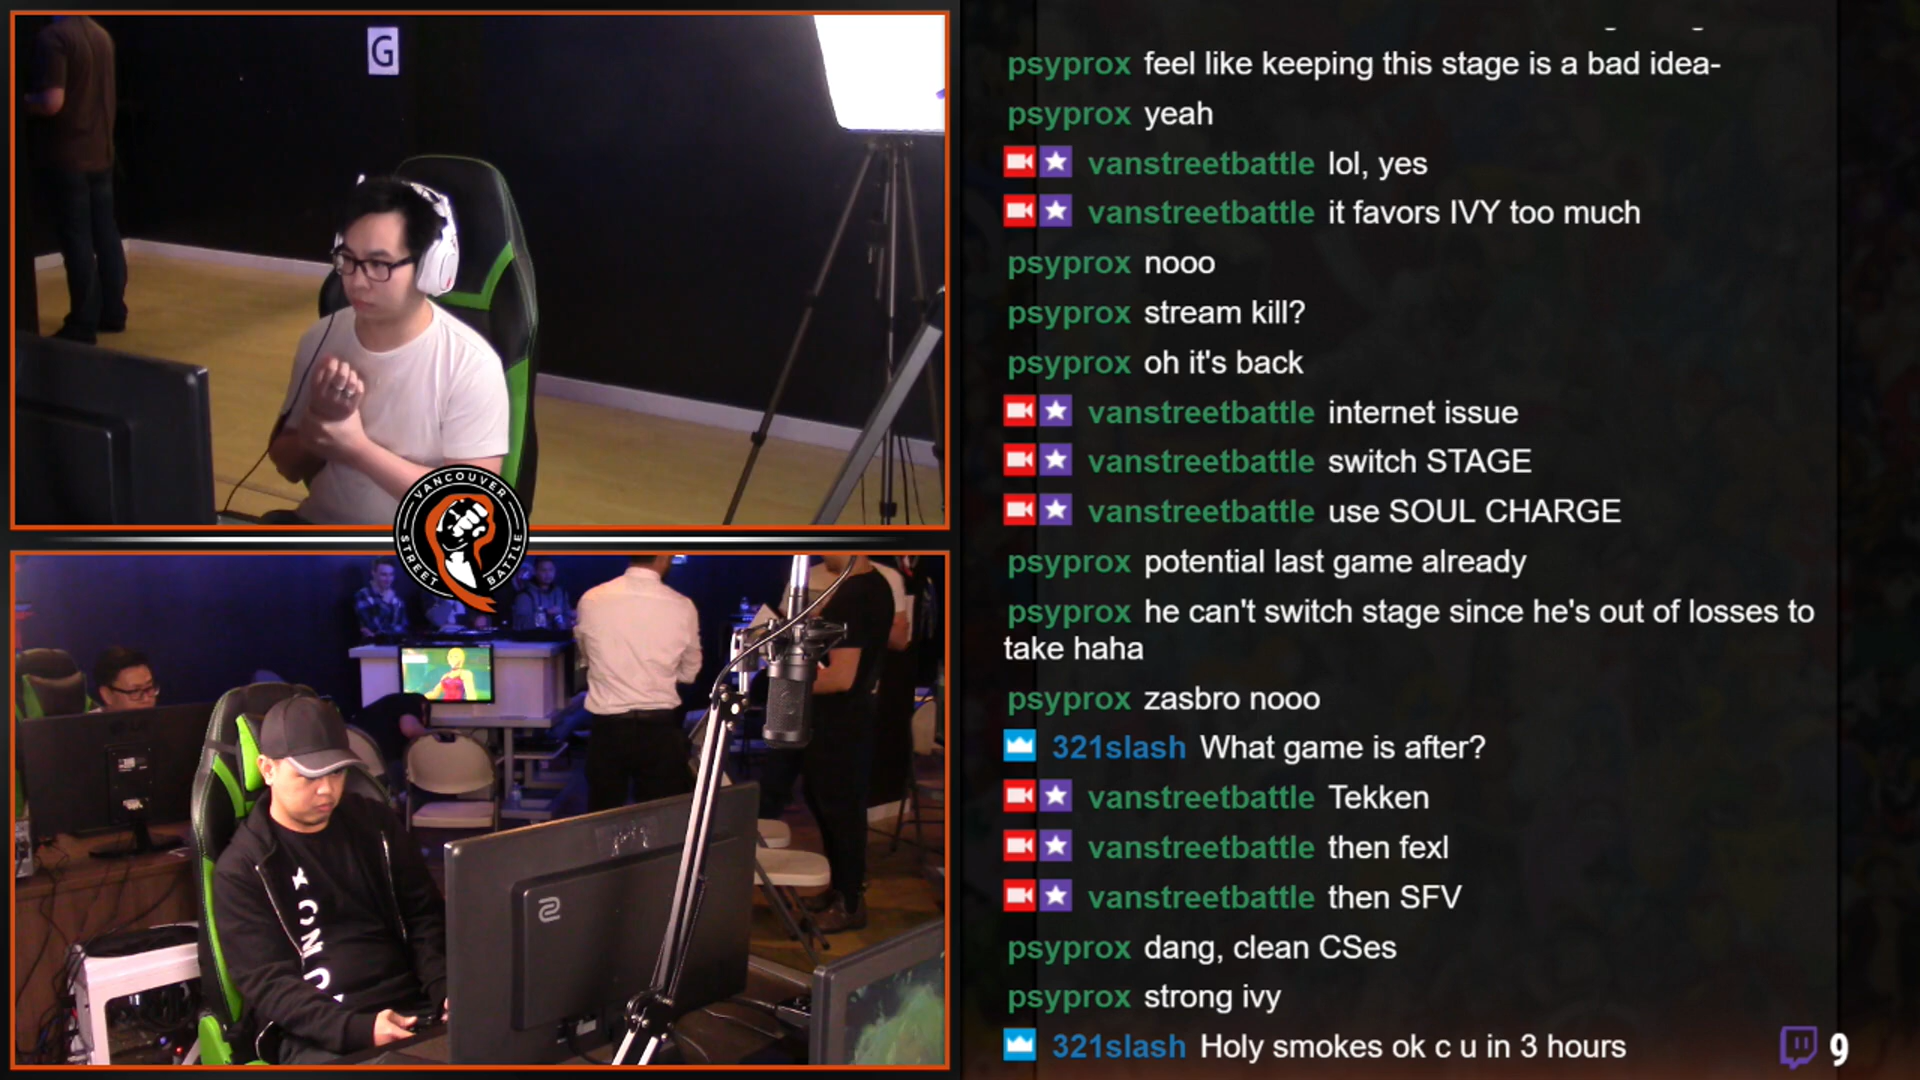 G
VANCOUVER
STREET
BATTLE
psyprox feel like keeping this stage is a bad idea-
psyprox yeah
vanstreetbattle lol, yes
vanstreetbattle it favors IVY too much
psyprox nooo
psyprox stream kill?
psyprox oh it's back
vanstreetbattle internet issue
vanstreetbattle switch STAGE
vanstreetbattle use SOUL CHARGE
psyprox potential last game already
psyprox he can't switch stage since he's out of losses to
take haha
psyprox zasbro nooo
321slash What game is after?
vanstreetbattle Tekken
vanstreetbattle then fexl
vanstreetbattle then SFV
psyprox dang, clean CSes
psyprox strong ivy
321slash Holy smokes ok c u in 3 hours
9